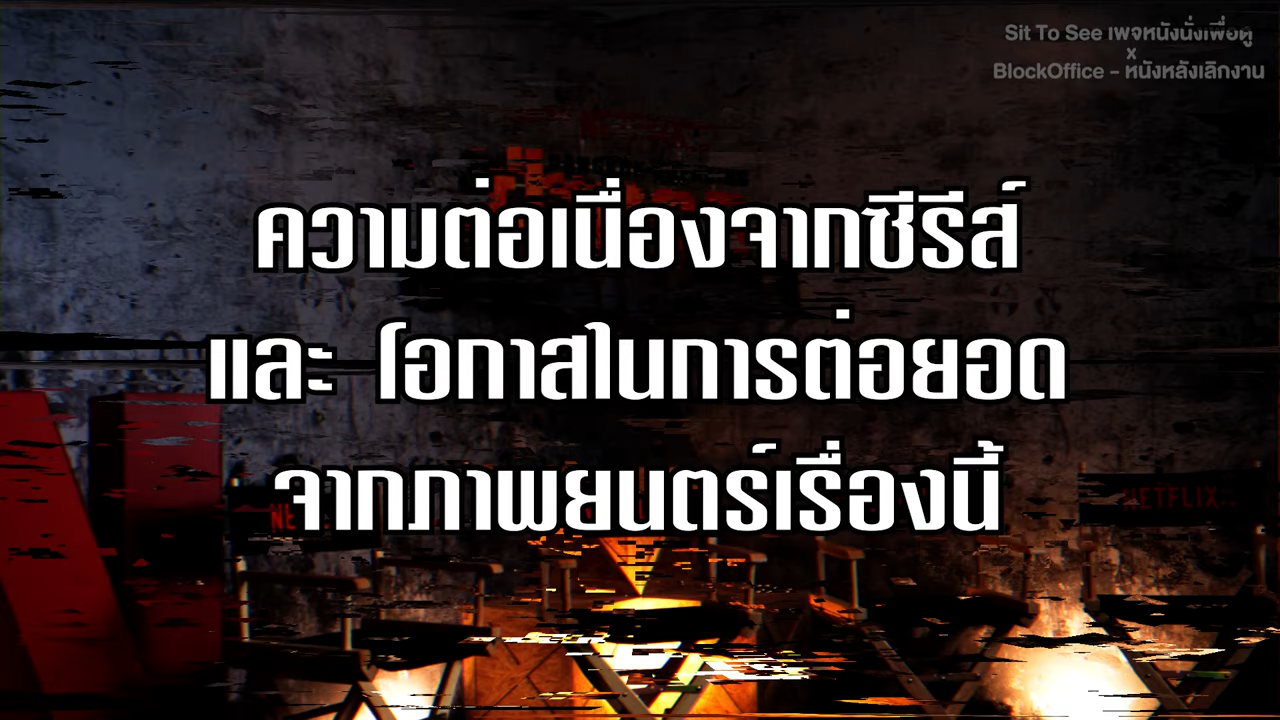 Sit To See เพจหนังนั่งเพื่อดู
x
BlockOffice - หนังหลังเลิกงาน
ความต่อเนื่องจากซีรีส์
และ โอกาสในการต่อยอด
จากภาพยนตร์เรื่องนี้
NETFLIX